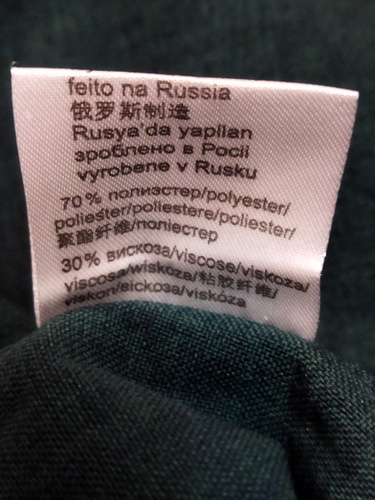 feito na Russia
俄罗斯制造
Rusya'da yapılan
зроблено в Росії
vyrobene v Rusku
70% полиэстер/polyester/
poliester/poliestere/poliester/
聚酯纤维/поліестер
30% вискоза/viscose/viskoza/
viscosa/wiskoza/粘胶纤维/
viskon/віскоза/viskóza